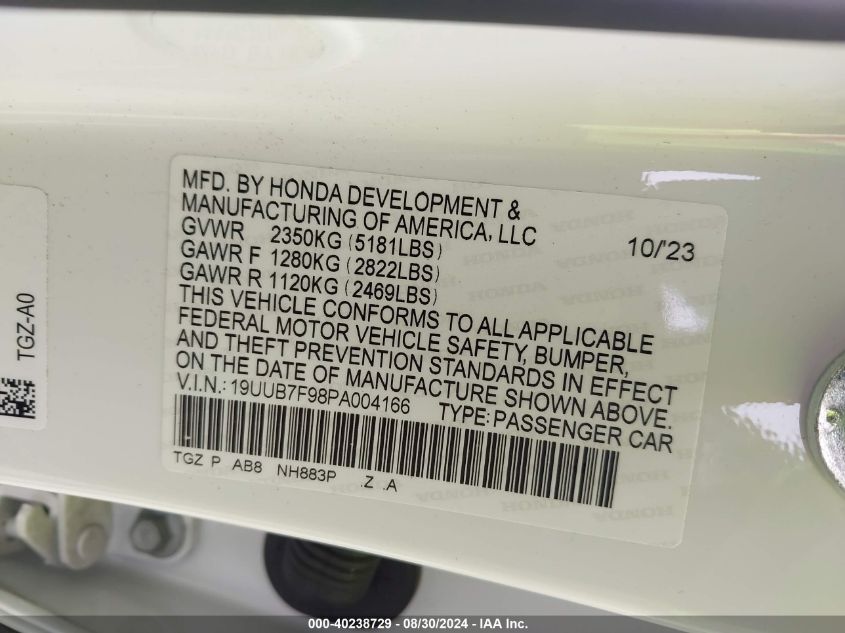 MFD. BY HONDA DEVELOPMENT &
MANUFACTURING OF AMERICA, LLC
GVWR 2350KG (5181LBS) 10/'23
GAWR F 1280KG (2822LBS)
GAWR R 1120KG (2469LBS)
THIS VEHICLE CONFORMS TO ALL APPLICABLE
FEDERAL MOTOR VEHICLE SAFETY, BUMPER,
AND THEFT PREVENTION STANDARDS IN EFFECT
ON THE DATE OF MANUFACTURE SHOWN ABOVE.
V.I.N.: 19UUB7F98PA004166 TYPE: PASSENGER CAR
TGZ P AB8 NH883P .Z .A
TGZ-A0
000-40238729 - 08/30/2024 - IAA Inc.